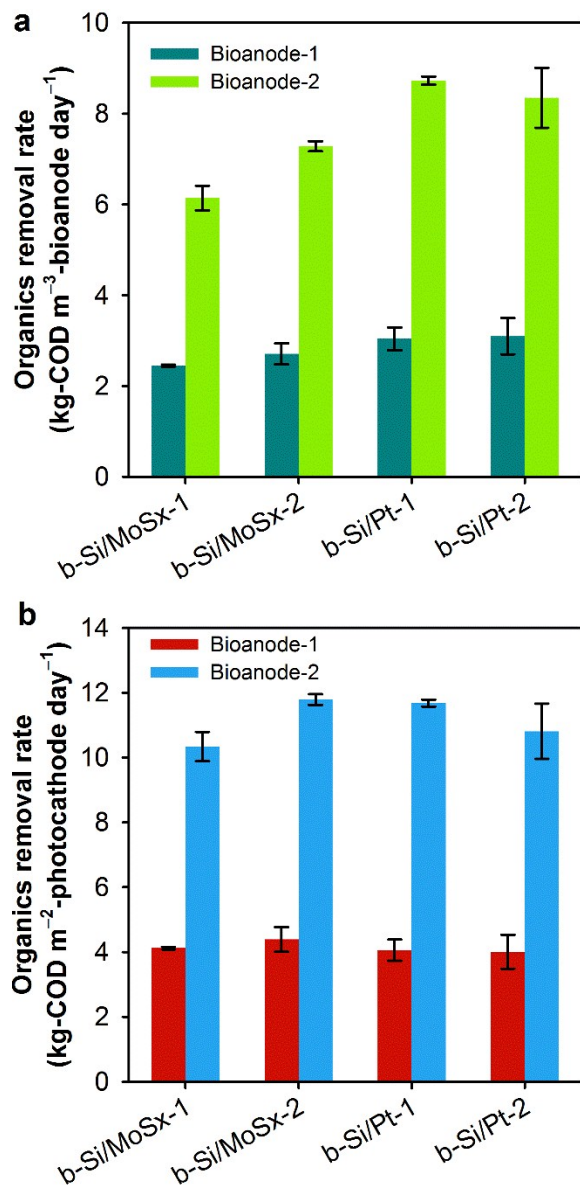 a
Organics removal rate
(kg-COD m⁻³-bioanode day⁻¹)
10
8
6
4
2
0
Bioanode-1
Bioanode-2
b-Si/MoSx-1
b-Si/MoSx-2
b-Si/Pt-1
b-Si/Pt-2
b
Organics removal rate
(kg-COD m⁻²-photocathode day⁻¹)
14
12
10
8
6
4
2
0
Bioanode-1
Bioanode-2
b-Si/MoSx-1
b-Si/MoSx-2
b-Si/Pt-1
b-Si/Pt-2